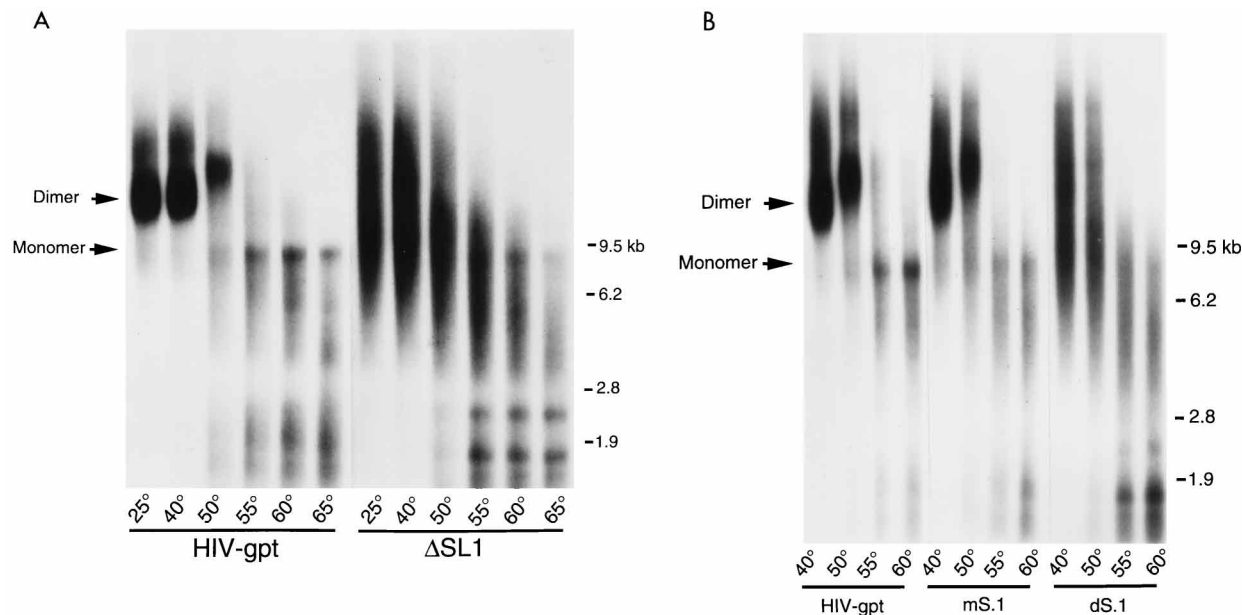 A
Dimer
Monomer
-9.5 kb
-6.2
-2.8
-1.9
25° 40° 50° 55° 60° 65° 25° 40° 50° 55° 60° 65°
HIV-gpt ΔSL1
B
Dimer
Monomer
-9.5 kb
-6.2
-2.8
-1.9
40° 50° 55° 60° 40° 50° 55° 60° 40° 50° 55° 60°
HIV-gpt mS.1 dS.1